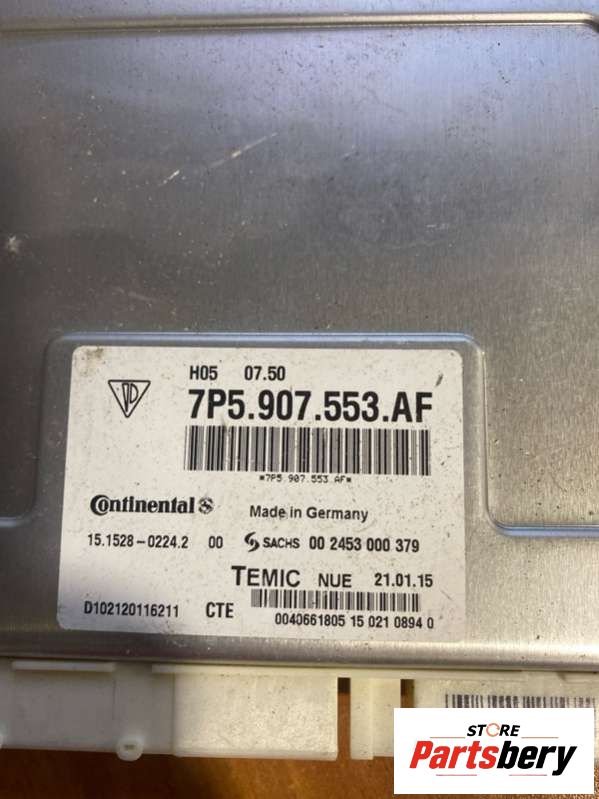 H05 07.50
7P5.907.553.AF
*7P5.907.553.AF*
Continental
Made in Germany
15.1528-0224.2 00 SACHS 00 2453 000 379
TEMIC NUE 21.01.15
D102120116211 CTE
0040661805 15 021 0894 0
STORE
Partsbery